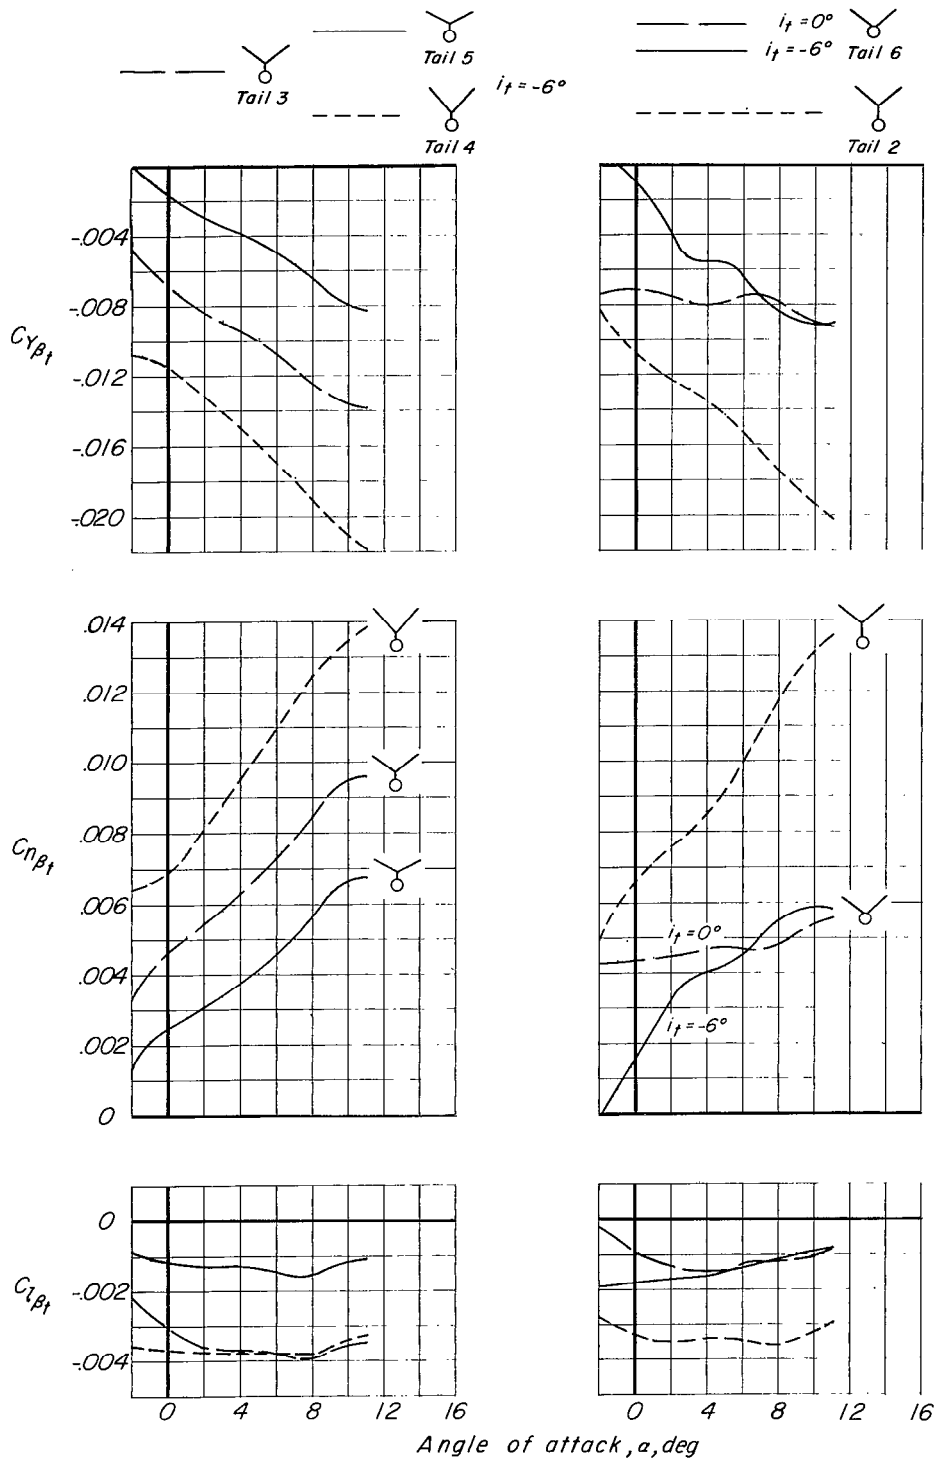 Tail 5
Tail 3
i_t = -6°
Tail 4
i_t = 0°
i_t = -6°
Tail 6
Tail 2
-.004
-.008
C_Yβt
-.012
-.016
-.020
.014
.012
.010
.008
C_nβt
.006
.004
.002
0
i_t = 0°
i_t = -6°
0
-.002
C_lβt
-.004
0 4 8 12 16
0 4 8 12 16
Angle of attack, α, deg